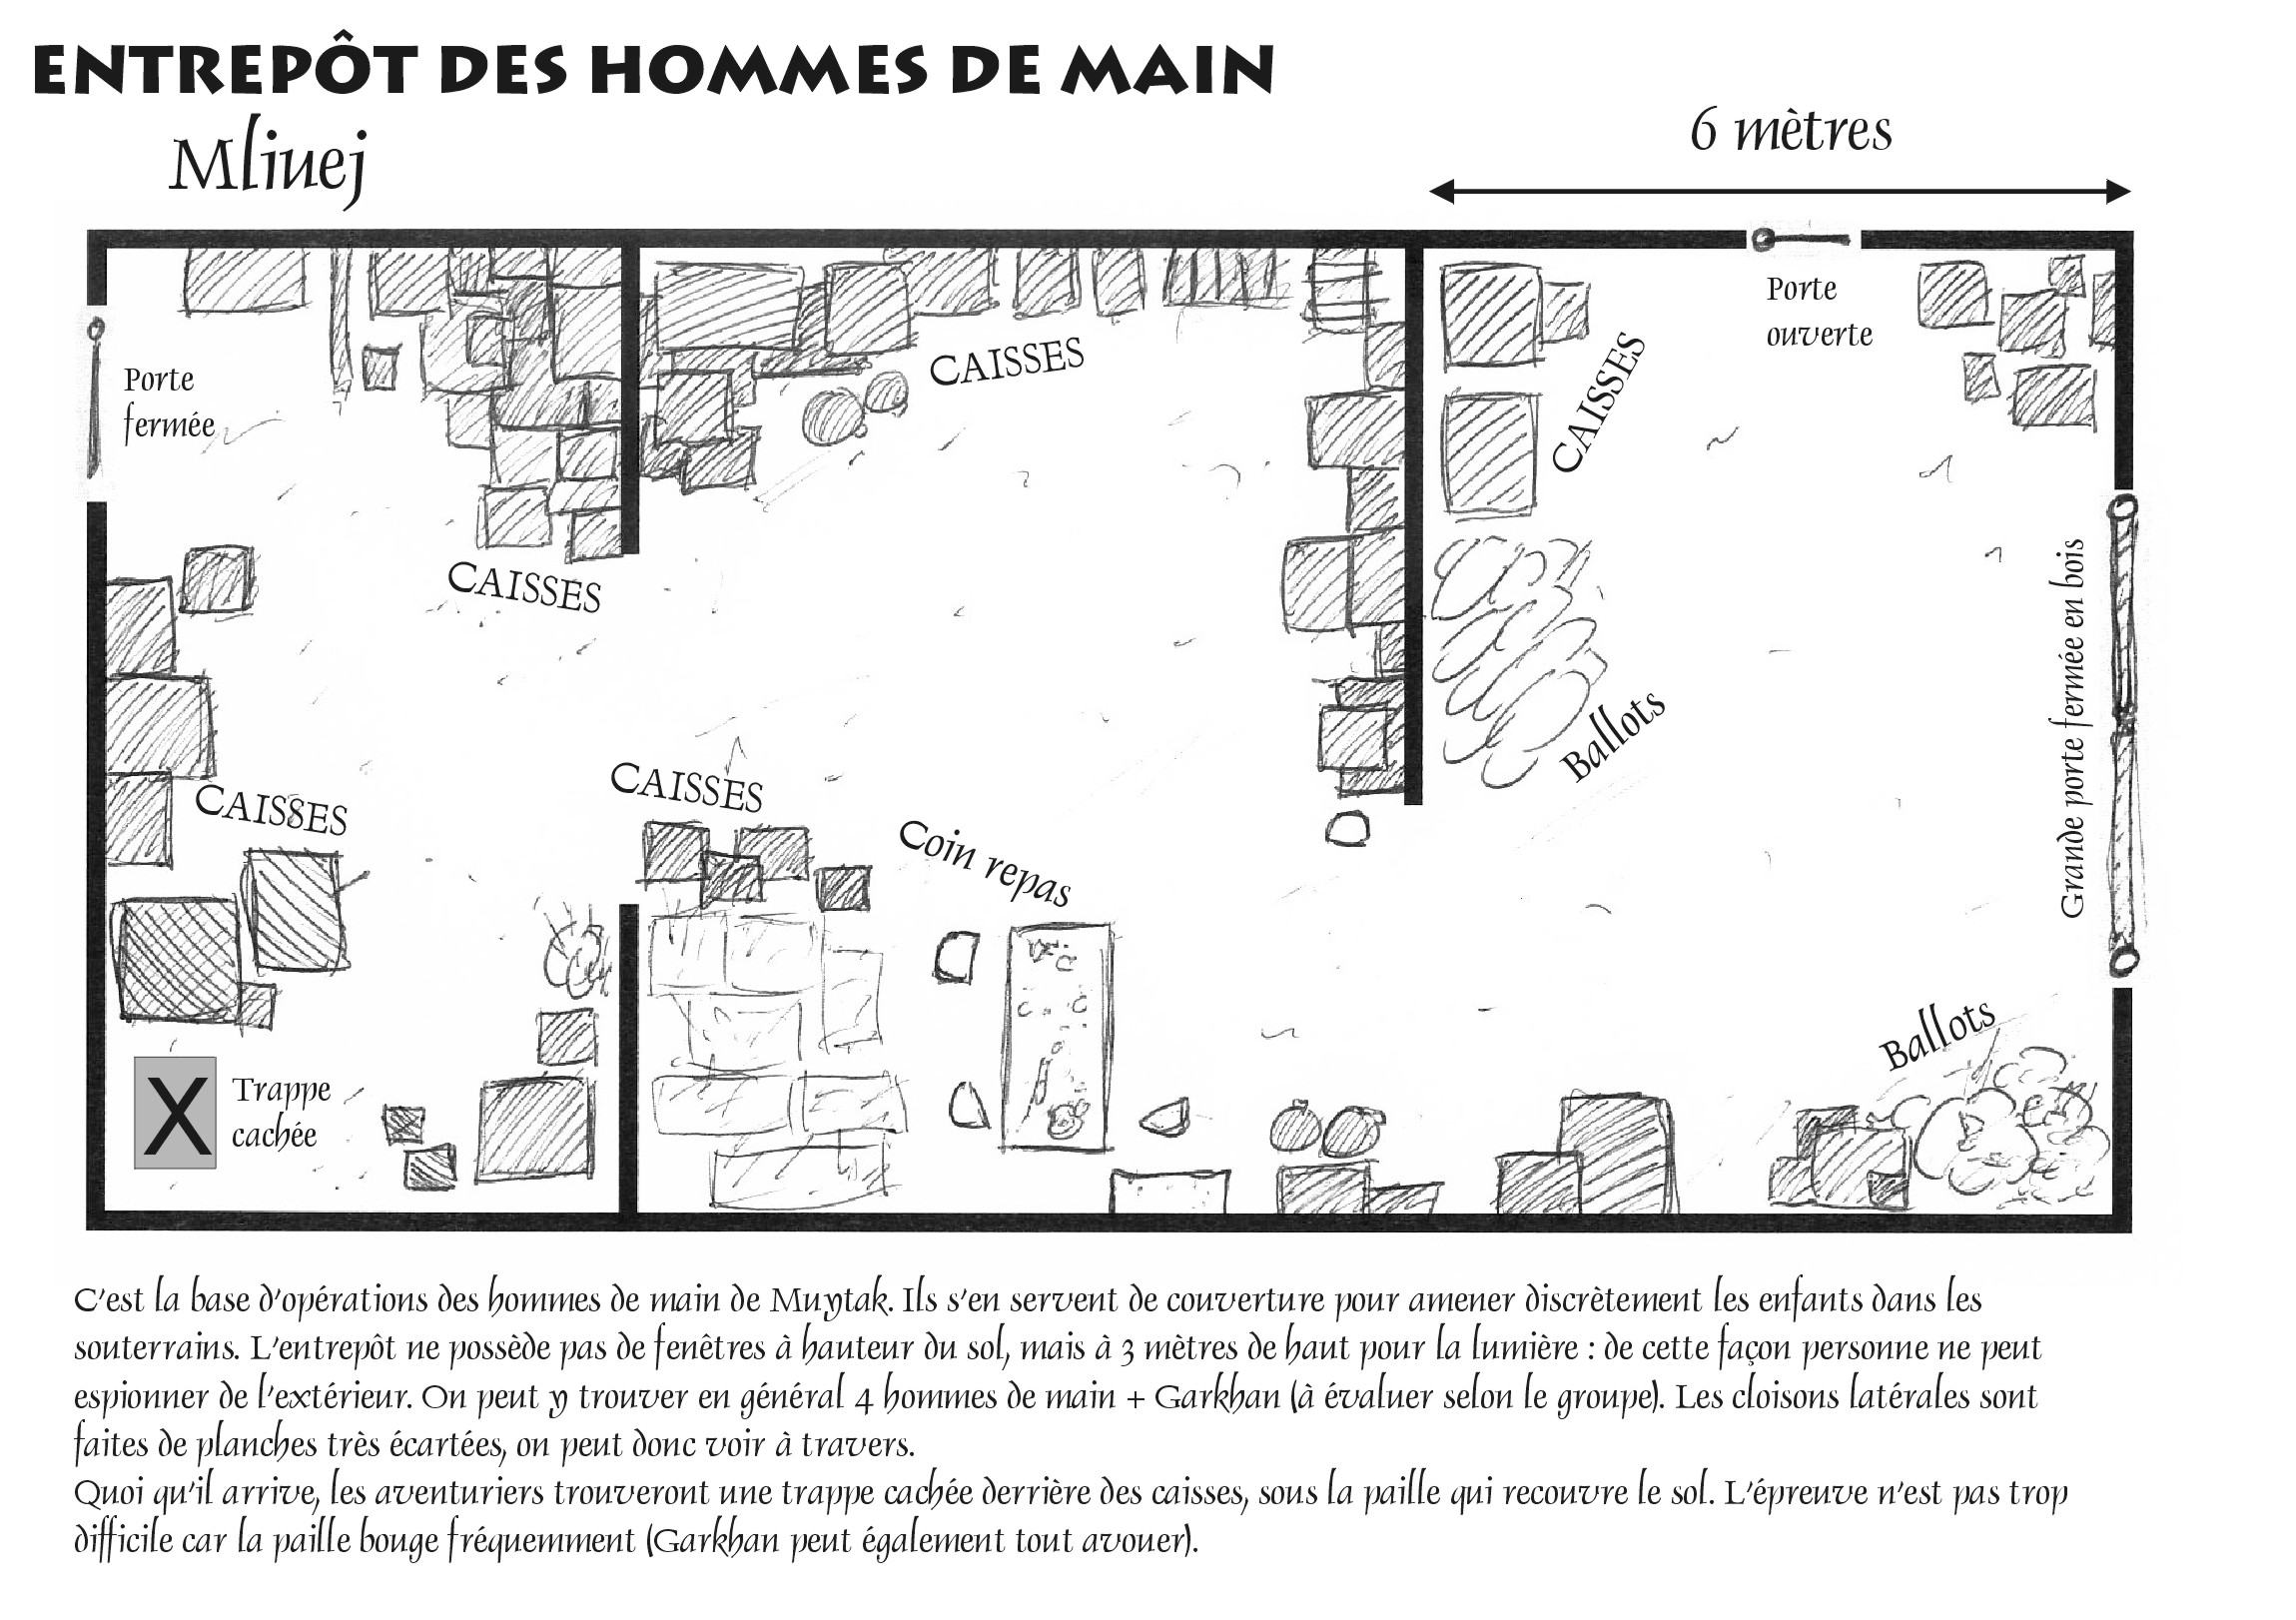 ENTREPÔT DES HOMMES DE MAIN
Mliuej
6 mètres
Porte
ouverte
Porte
fermée
CAISSES
CAISSES
CAISSES
Ballots
Grande porte fermée en bois
CAISSES
CAISSES
Coin repas
Ballots
X
Trappe
cachée
C'est la base d'opérations des hommes de main de Muytak. Ils s'en servent de couverture pour amener discrètement les enfants dans les
souterrains. L'entrepôt ne possède pas de fenêtres à hauteur du sol, mais à 3 mètres de haut pour la lumière : de cette façon personne ne peut
espionner de l'extérieur. On peut y trouver en général 4 hommes de main + Garkhan (à évaluer selon le groupe). Les cloisons latérales sont
faites de planches très écartées, on peut donc voir à travers.
Quoi qu'il arrive, les aventuriers trouveront une trappe cachée derrière des caisses, sous la paille qui recouvre le sol. L'épreuve n'est pas trop
difficile car la paille bouge fréquemment (Garkhan peut également tout avouer).